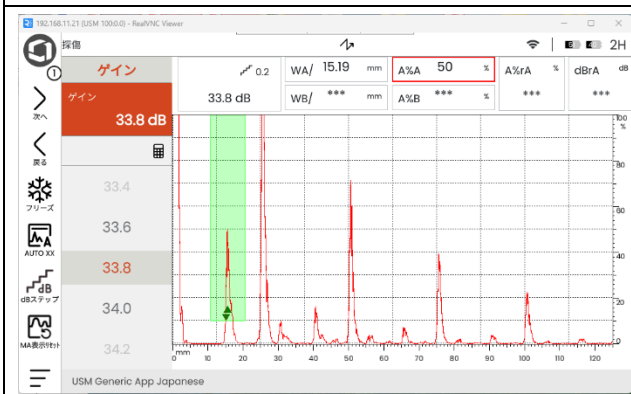 192.168.11.21 (USM 100.0.0) - RealVNC Viewer
探傷
2H
1
次へ
戻る
フリーズ
AUTO XX
dB
dBステップ
MA表示リセット
ゲイン
ゲイン
33.8 dB
33.4
33.6
33.8
34.0
34.2
0.2
33.8 dB
WA/ 15.19 mm
WB/ *** mm
A%A 50 %
A%B *** %
A%rA %
***
dBrA dB
***
100
%
80
40
20
0
mm
0 10 20 30 40 50 60 70 80 90 100 110 120
USM Generic App Japanese